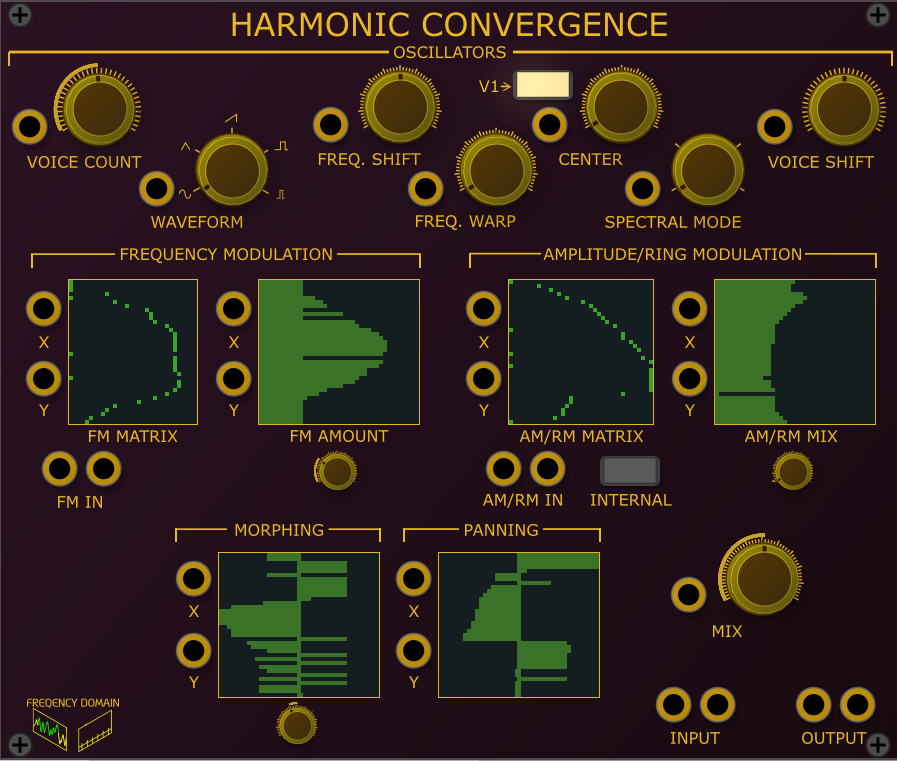 HARMONIC CONVERGENCE
OSCILLATORS
V1→
VOICE COUNT
FREQ. SHIFT
CENTER
VOICE SHIFT
WAVEFORM
FREQ. WARP
SPECTRAL MODE
FREQUENCY MODULATION
AMPLITUDE/RING MODULATION
X
X
X
X
Y
Y
Y
Y
FM MATRIX
FM AMOUNT
AM/RM MATRIX
AM/RM MIX
FM IN
AM/RM IN
INTERNAL
MORPHING
PANNING
X
X
MIX
Y
Y
FREQENCY DOMAIN
INPUT
OUTPUT